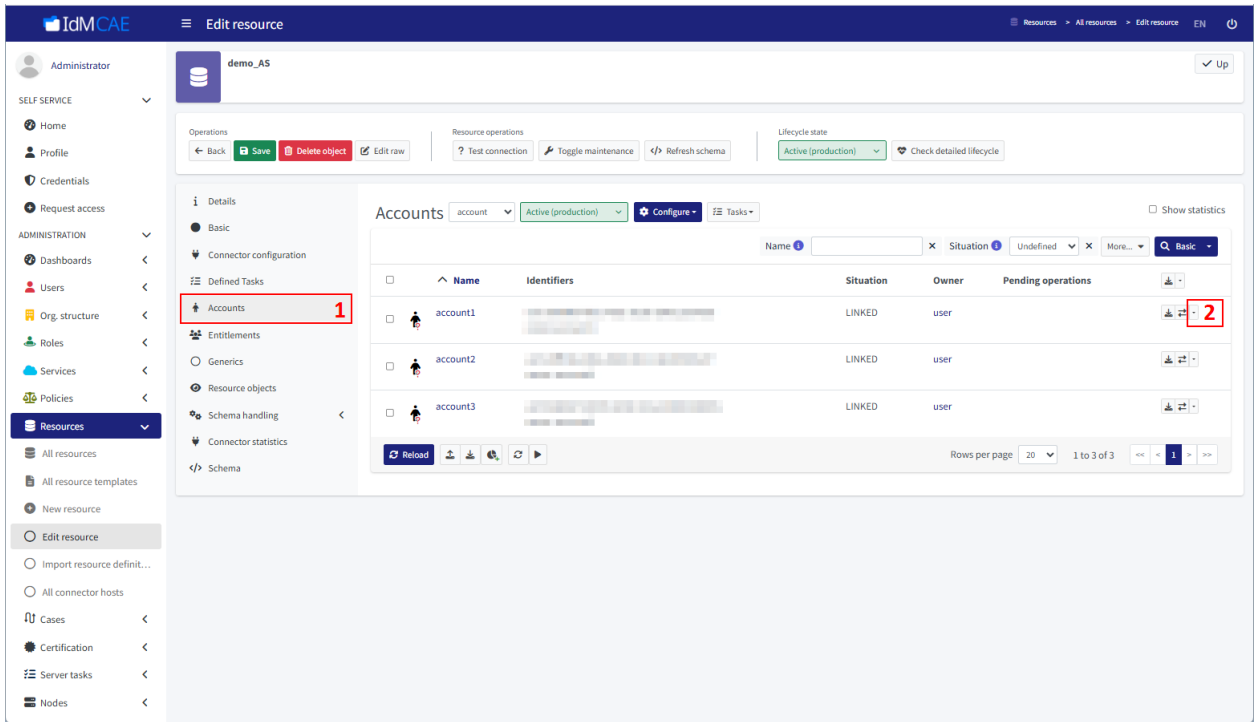 IdMCAE
Edit resource
Resources > All resources > Edit resource EN
Administrator
SELF SERVICE
Home
Profile
Credentials
Request access
ADMINISTRATION
Dashboards
Users
Org. structure
Roles
Services
Policies
Resources
All resources
All resource templates
New resource
Edit resource
Import resource definit...
All connector hosts
Cases
Certification
Server tasks
Nodes
demo_AS
Up
Operations
Back Save Delete object Edit raw
Resource operations
? Test connection Toggle maintenance </> Refresh schema
Lifecycle state
Active (production) Check detailed lifecycle
Details
Basic
Connector configuration
Defined Tasks
Accounts 1
Entitlements
Generics
Resource objects
Schema handling
Connector statistics
</> Schema
Accounts account Active (production) Configure Tasks Show statistics
Name Situation Undefined More... Basic
Name Identifiers Situation Owner Pending operations
account1 LINKED user 2
account2 LINKED user
account3 LINKED user
Reload Rows per page 20 1 to 3 of 3 << < 1 > >>